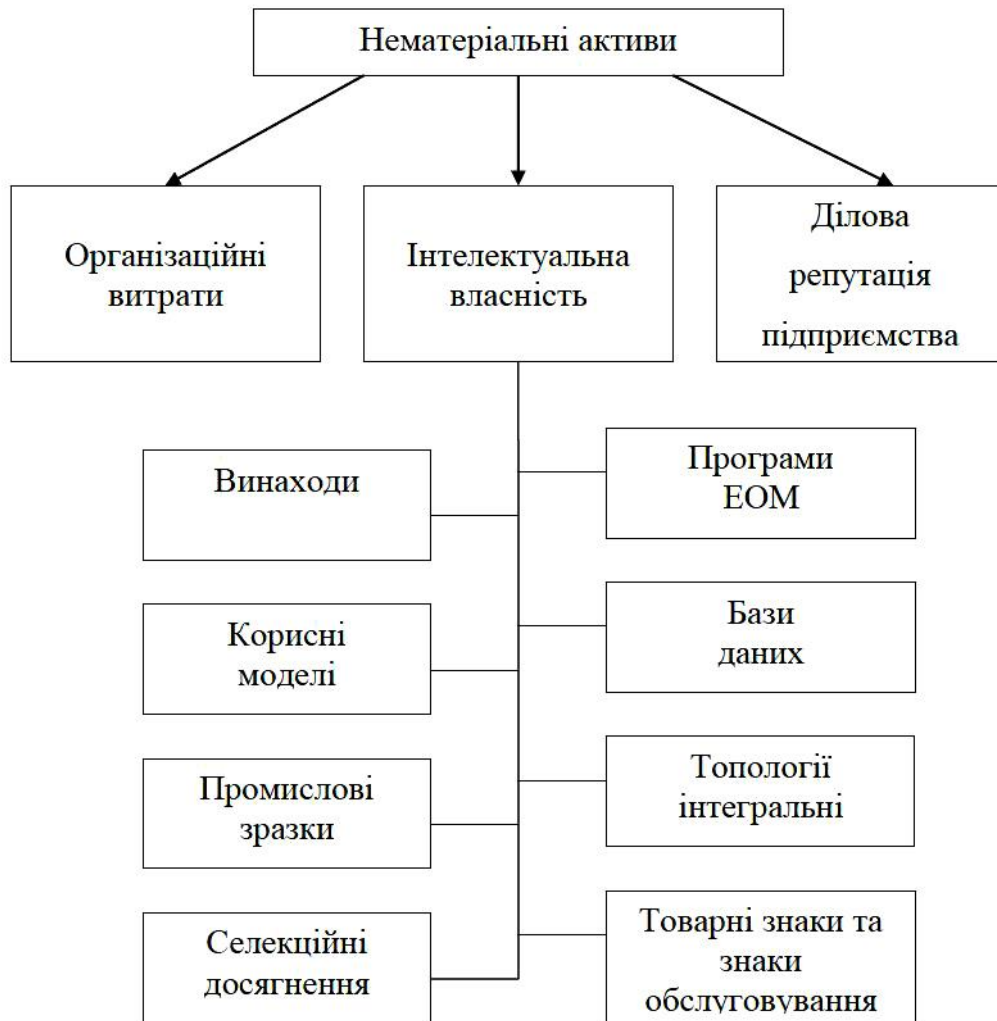 Нематеріальні активи
Організаційні
витрати
Інтелектуальна
власність
Ділова
репутація
підприємства
Винаходи
Програми
ЕОМ
Корисні
моделі
Бази
даних
Промислові
зразки
Топології
інтегральні
Селекційні
досягнення
Товарні знаки та
знаки
обслуговування